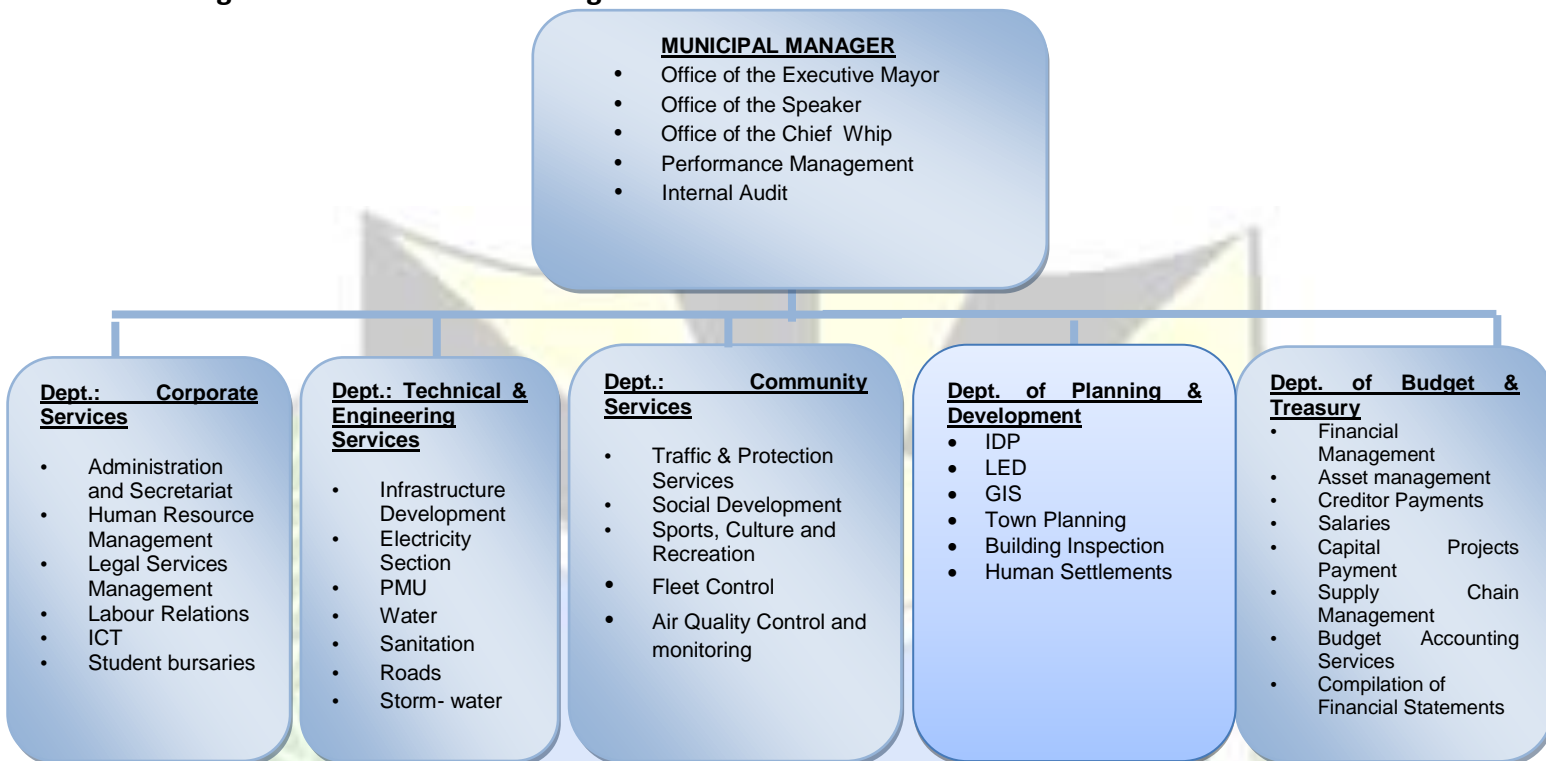 MUNICIPAL MANAGER
• Office of the Executive Mayor
• Office of the Speaker
• Office of the Chief Whip
• Performance Management
• Internal Audit
Dept.: Corporate
Services
• Administration
and Secretariat
• Human Resource
Management
• Legal Services
Management
• Labour Relations
• ICT
• Student bursaries
Dept.: Technical &
Engineering
Services
• Infrastructure
Development
• Electricity
Section
• PMU
• Water
• Sanitation
• Roads
• Storm- water
Dept.: Community
Services
• Traffic & Protection
Services
• Social Development
• Sports, Culture and
Recreation
• Fleet Control
• Air Quality Control and
monitoring
Dept. of Planning &
Development
• IDP
• LED
• GIS
• Town Planning
• Building Inspection
• Human Settlements
Dept. of Budget &
Treasury
• Financial
Management
• Asset management
• Creditor Payments
• Salaries
• Capital Projects
Payment
• Supply Chain
Management
• Budget Accounting
Services
• Compilation of
Financial Statements